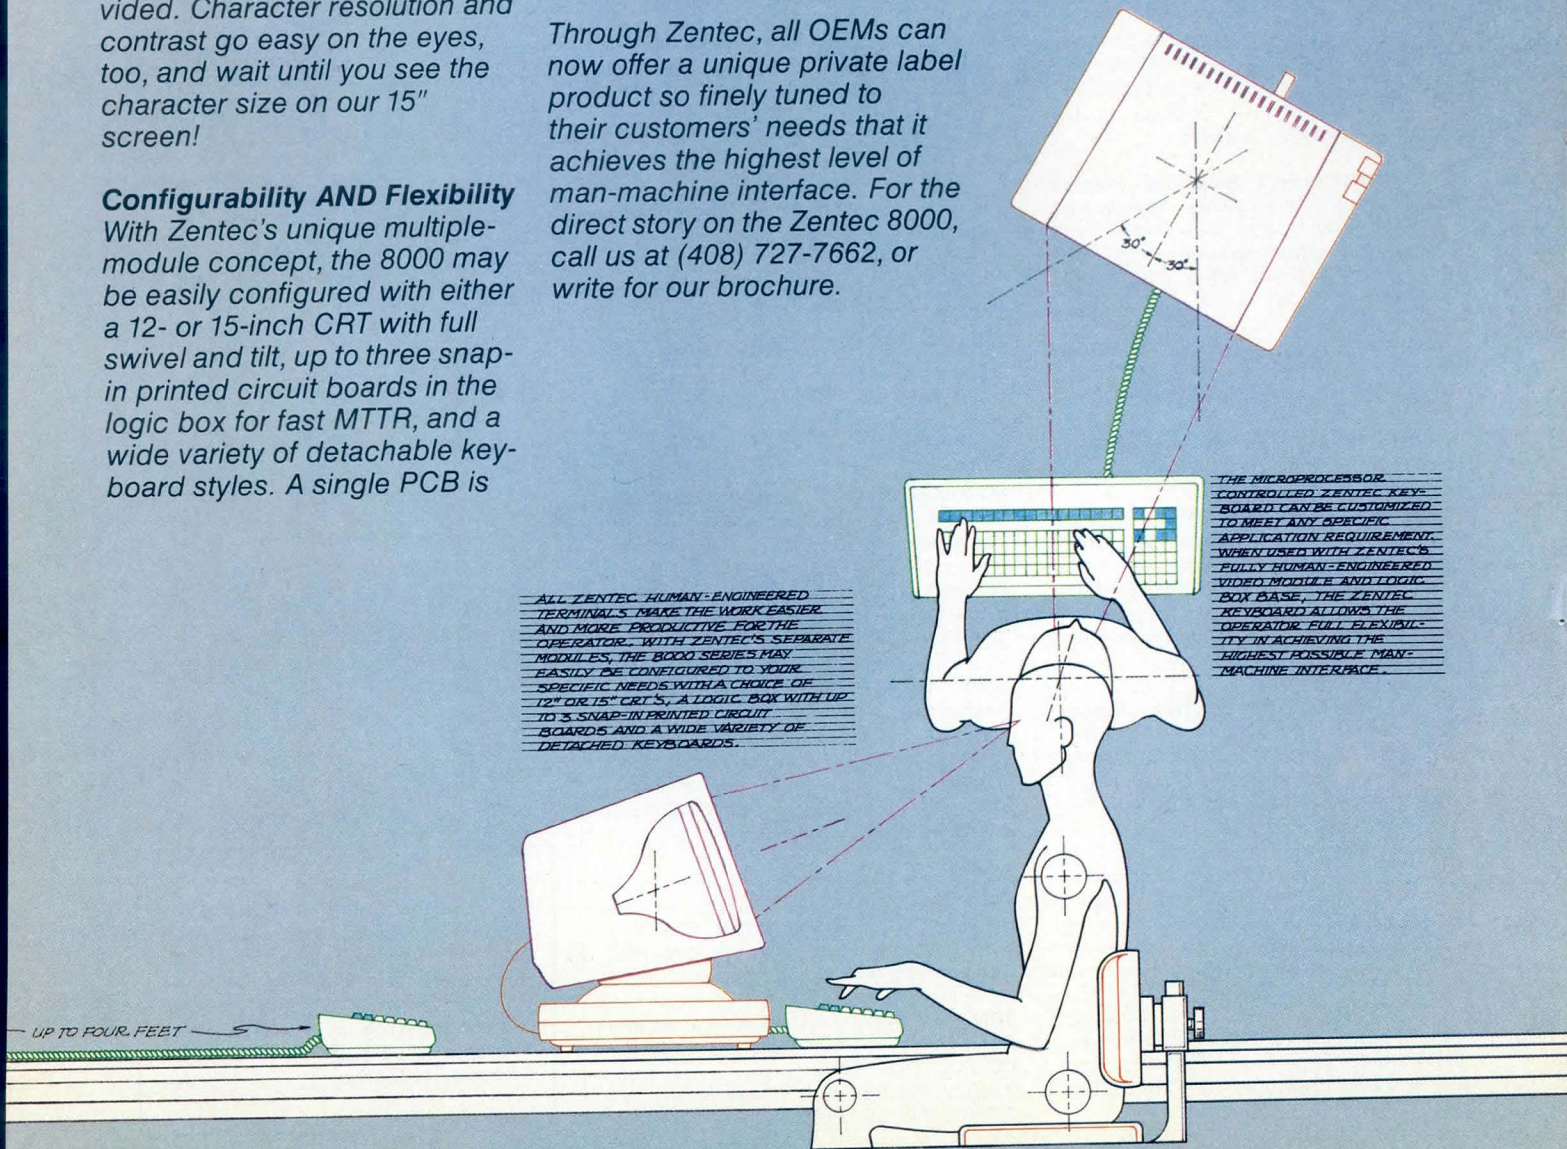 vided. Character resolution and
contrast go easy on the eyes,
too, and wait until you see the
character size on our 15"
screen!
Configurability AND Flexibility
With Zentec's unique multiple-
module concept, the 8000 may
be easily configured with either
a 12- or 15-inch CRT with full
swivel and tilt, up to three snap-
in printed circuit boards in the
logic box for fast MTTR, and a
wide variety of detachable key-
board styles. A single PCB is
Through Zentec, all OEMs can
now offer a unique private label
product so finely tuned to
their customers' needs that it
achieves the highest level of
man-machine interface. For the
direct story on the Zentec 8000,
call us at (408) 727-7662, or
write for our brochure.
30°
30°
THE MICROPROCESSOR
CONTROLLED ZENTEC KEY-
BOARD CAN BE CUSTOMIZED
TO MEET ANY SPECIFIC
APPLICATION REQUIREMENT.
WHEN USED WITH ZENTEC'S
FULLY HUMAN-ENGINEERED
VIDEO MODULE AND LOGIC
BOX BASE, THE ZENTEC
KEYBOARD ALLOWS THE
OPERATOR FULL FLEXIBIL-
ITY IN ACHIEVING THE
HIGHEST POSSIBLE MAN-
MACHINE INTERFACE.
ALL ZENTEC HUMAN-ENGINEERED
TERMINALS MAKE THE WORK EASIER
AND MORE PRODUCTIVE FOR THE
OPERATOR. WITH ZENTEC'S SEPARATE
MODULES, THE 8000 SERIES MAY
EASILY BE CONFIGURED TO YOUR
SPECIFIC NEEDS WITH A CHOICE OF
12" OR 15" CRT'S, A LOGIC BOX WITH UP
TO 3 SNAP-IN PRINTED CIRCUIT
BOARDS AND A WIDE VARIETY OF
DETACHED KEYBOARDS.
UP TO FOUR FEET